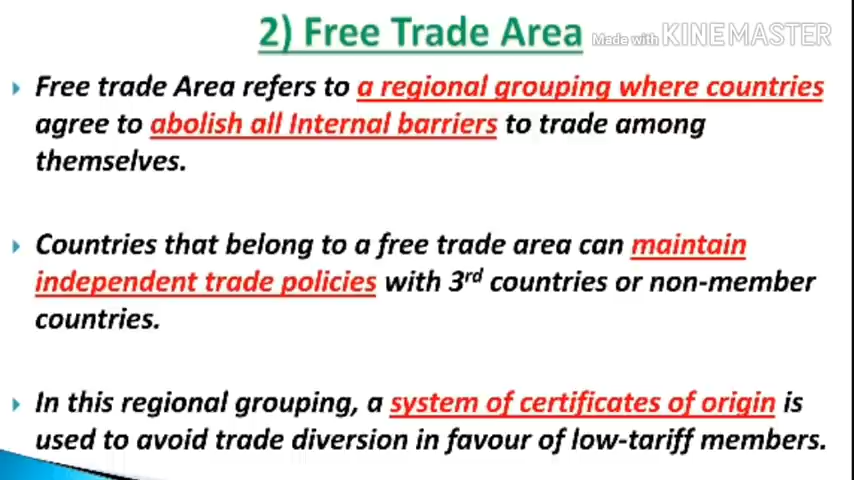 2) Free Trade Area
Made with KINEMASTER
Free trade Area refers to a regional grouping where countries
agree to abolish all Internal barriers to trade among
themselves.
Countries that belong to a free trade area can maintain
independent trade policies with 3rd countries or non-member
countries.
In this regional grouping, a system of certificates of origin is
used to avoid trade diversion in favour of low-tariff members.